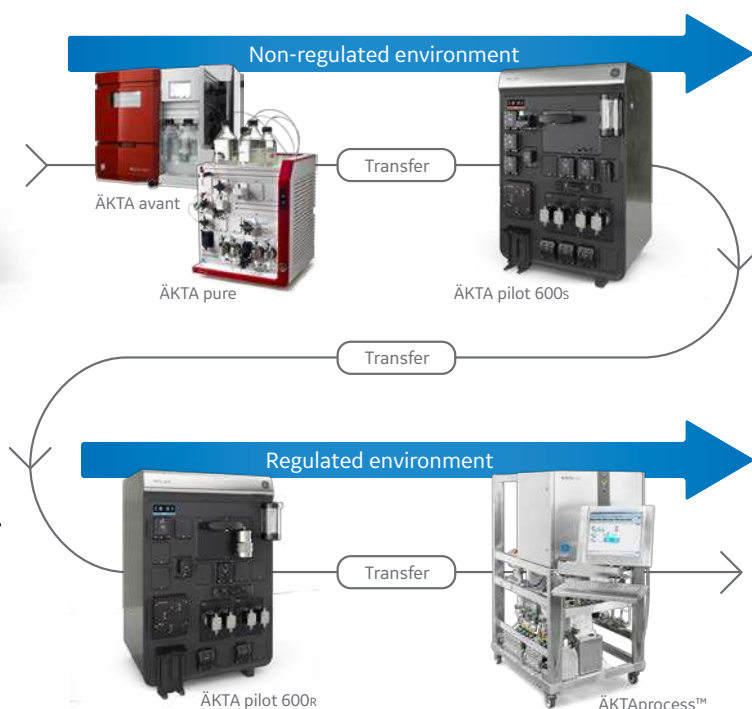 Non-regulated environment
ÄKTA avant
Transfer
ÄKTA pure
ÄKTA pilot 600s
Transfer
Regulated environment
Transfer
ÄKTA pilot 600R
ÄKTAprocess™